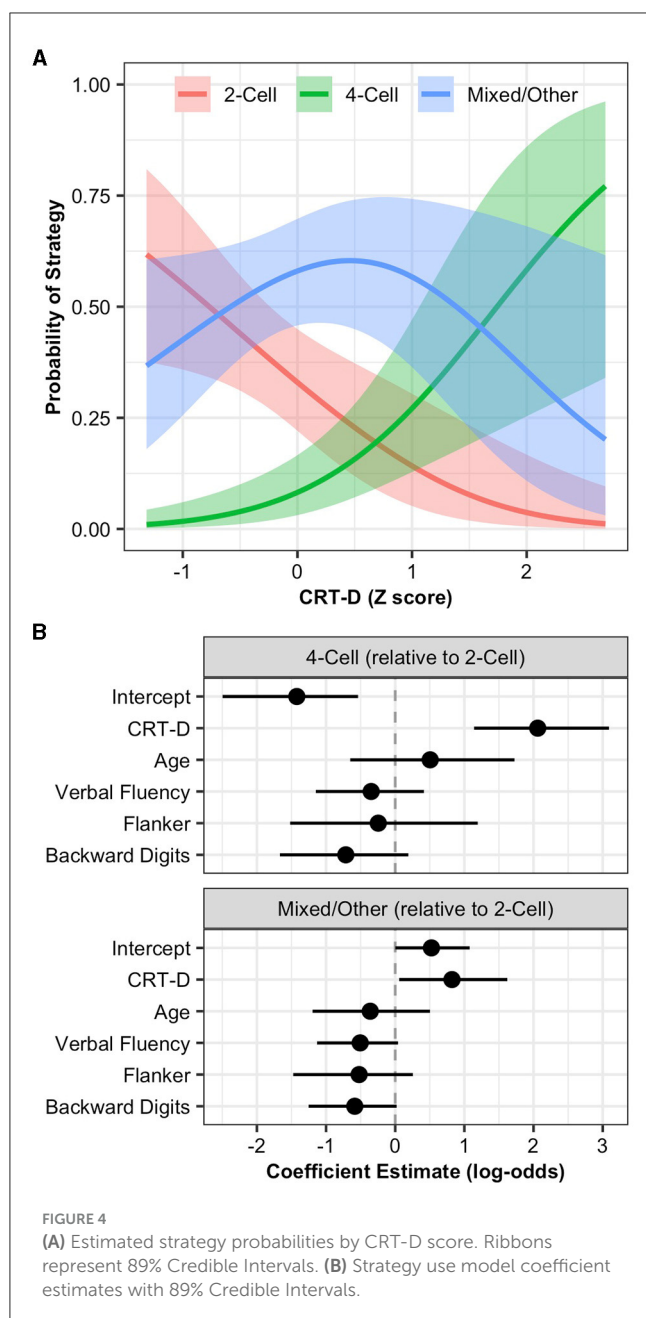 A
2-Cell 4-Cell Mixed/Other
1.00
0.75
0.50
0.25
0.00
Probability of Strategy
-1 0 1 2
CRT-D (Z score)
B
4-Cell (relative to 2-Cell)
Intercept
CRT-D
Age
Verbal Fluency
Flanker
Backward Digits
Mixed/Other (relative to 2-Cell)
Intercept
CRT-D
Age
Verbal Fluency
Flanker
Backward Digits
-2 -1 0 1 2 3
Coefficient Estimate (log-odds)
FIGURE 4
(A) Estimated strategy probabilities by CRT-D score. Ribbons
represent 89% Credible Intervals. (B) Strategy use model coefficient
estimates with 89% Credible Intervals.